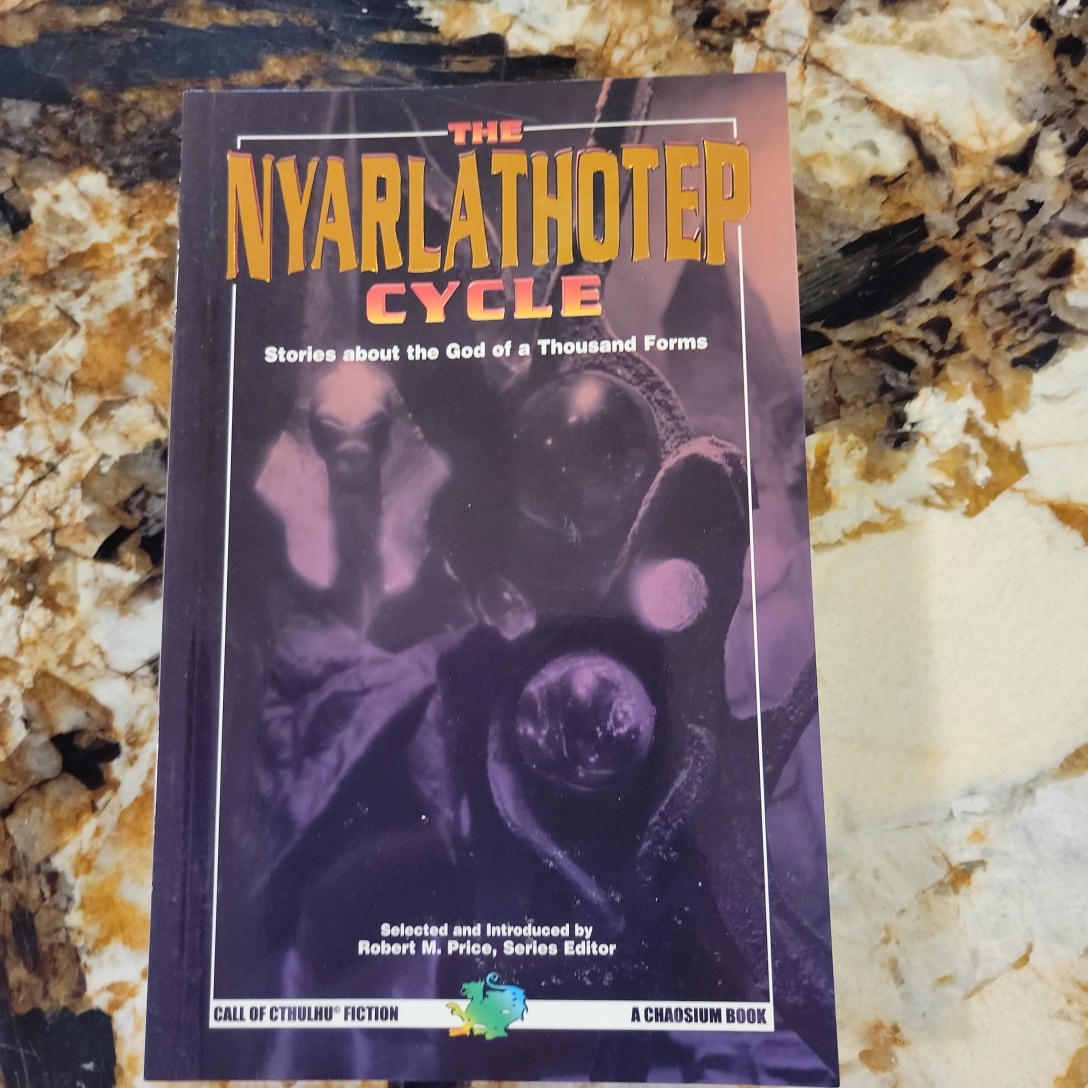 THE
NYARLATHOTEP
CYCLE
Stories about the God of a Thousand Forms
Selected and Introduced by
Robert M. Price, Series Editor
CALL OF CTHULHU® FICTION
A CHAOSIUM BOOK